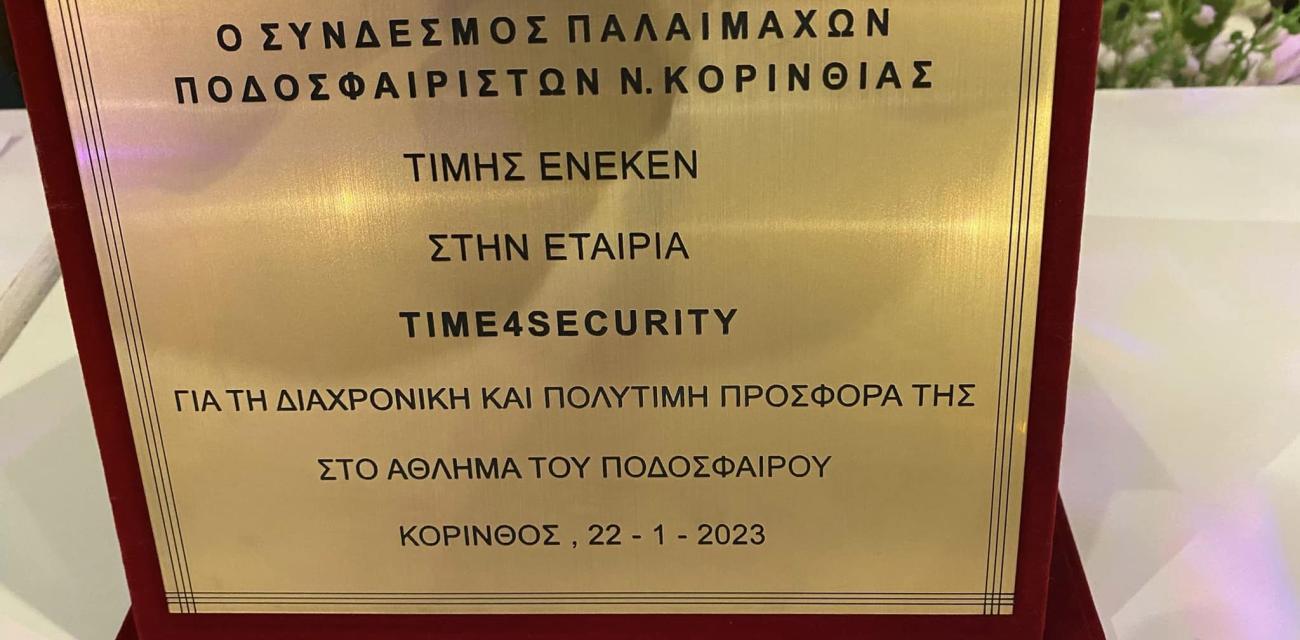 Ο ΣΥΝΔΕΣΜΟΣ ΠΑΛΑΙΜΑΧΩΝ
ΠΟΔΟΣΦΑΙΡΙΣΤΩΝ Ν. ΚΟΡΙΝΘΙΑΣ
ΤΙΜΗΣ ΕΝΕΚΕΝ
ΣΤΗΝ ΕΤΑΙΡΙΑ
TIME4SECURITY
ΓΙΑ ΤΗ ΔΙΑΧΡΟΝΙΚΗ ΚΑΙ ΠΟΛΥΤΙΜΗ ΠΡΟΣΦΟΡΑ ΤΗΣ
ΣΤΟ ΑΘΛΗΜΑ ΤΟΥ ΠΟΔΟΣΦΑΙΡΟΥ
ΚΟΡΙΝΘΟΣ , 22 - 1 - 2023